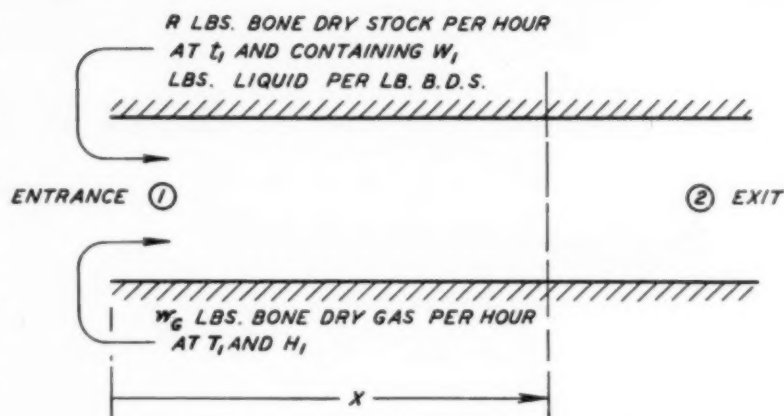 R LBS. BONE DRY STOCK PER HOUR
AT t₁ AND CONTAINING W₁
LBS. LIQUID PER LB. B.D.S.
ENTRANCE ①
② EXIT
w_G LBS. BONE DRY GAS PER HOUR
AT T₁ AND H₁
X